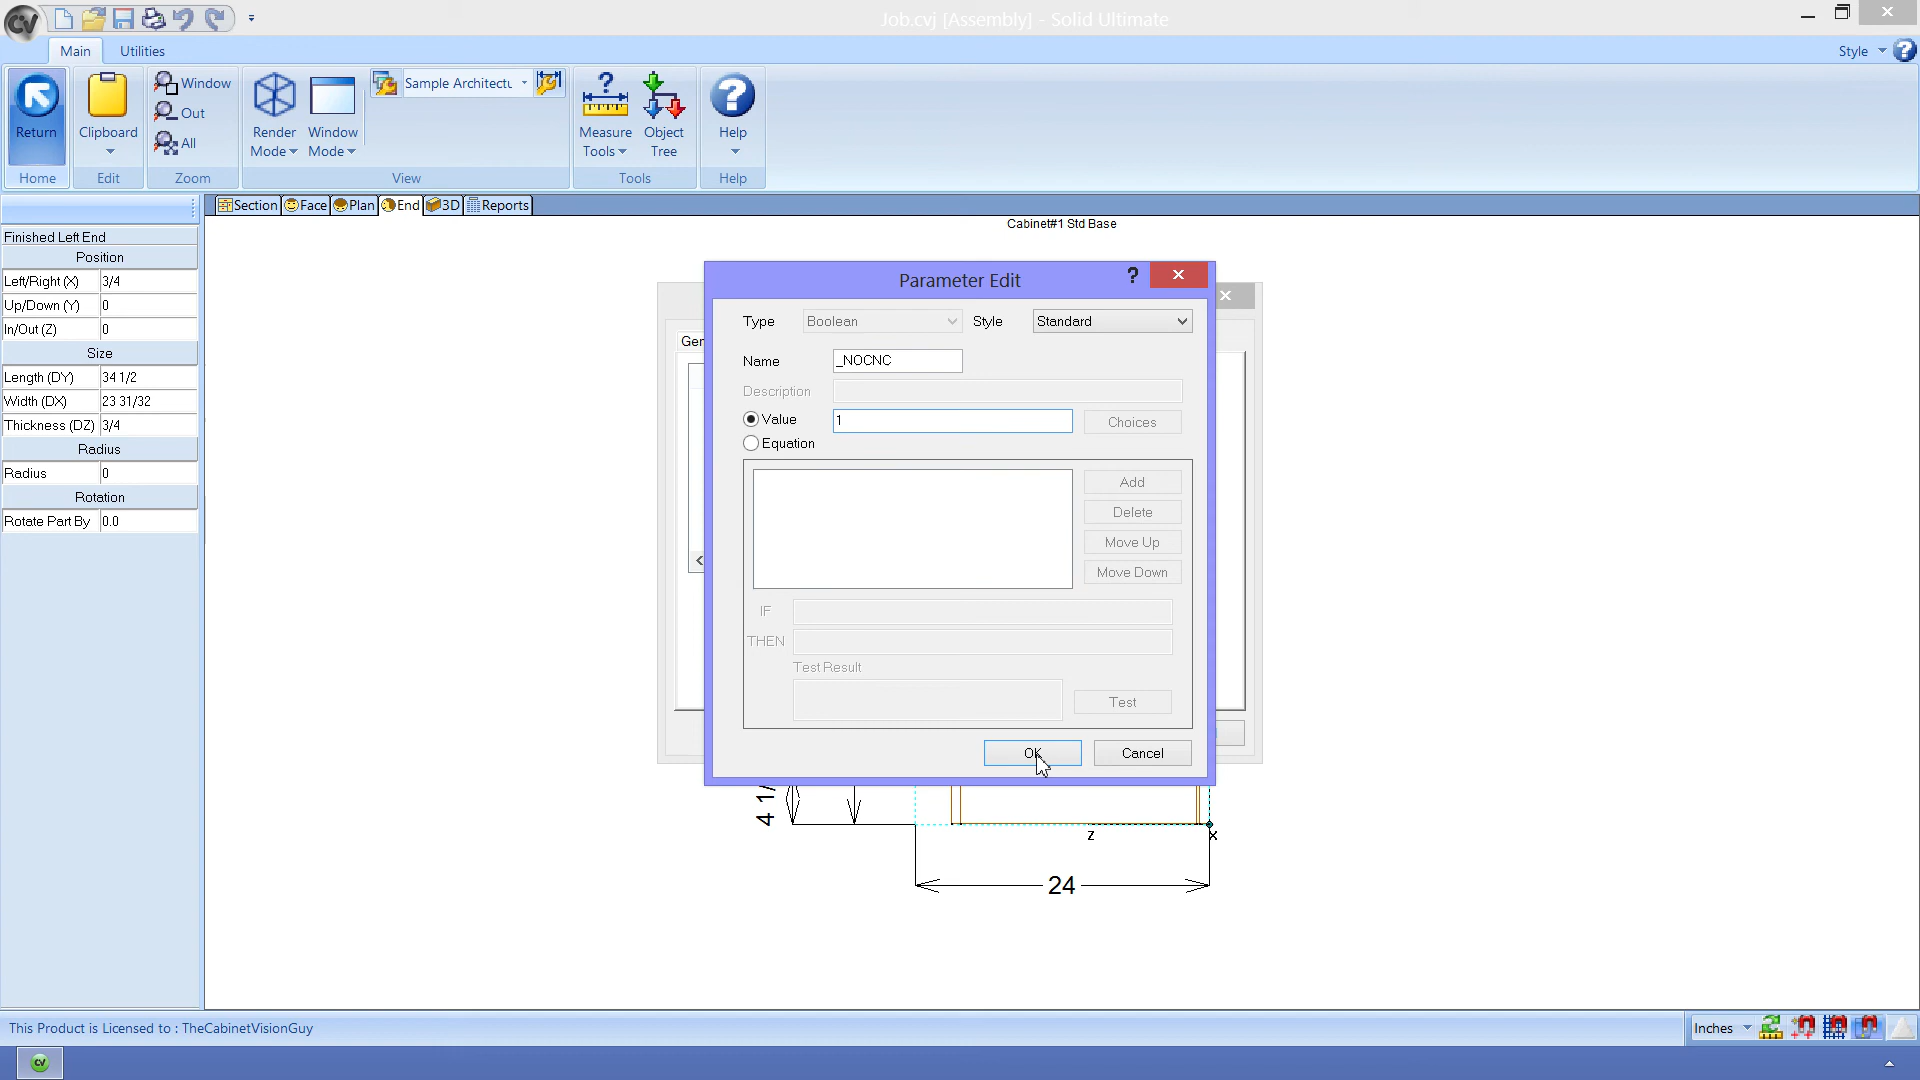 Job.cvj [Assembly] - Solid Ultimate
Main
Utilities
Style
Return
Clipboard
Window
Out
All
Render Mode
Window Mode
Sample Architectu
Measure Tools
Object Tree
Help
Home
Edit
Zoom
View
Tools
Help
Section
Face
Plan
End
3D
Reports
Cabinet#1 Std Base
Finished Left End
Position
Left/Right (X) 3/4
Up/Down (Y) 0
In/Out (Z) 0
Size
Length (DY) 34 1/2
Width (DX) 23 31/32
Thickness (DZ) 3/4
Radius
Radius 0
Rotation
Rotate Part By 0.0
Ger
Parameter Edit
?
Type Boolean Style Standard
Name _NOCNC
Description
Value 1 Choices
Equation
Add
Delete
Move Up
Move Down
IF
THEN
Test Result
Test
OK Cancel
4 1/
z
x
24
This Product is Licensed to : TheCabinetVisionGuy
Inches